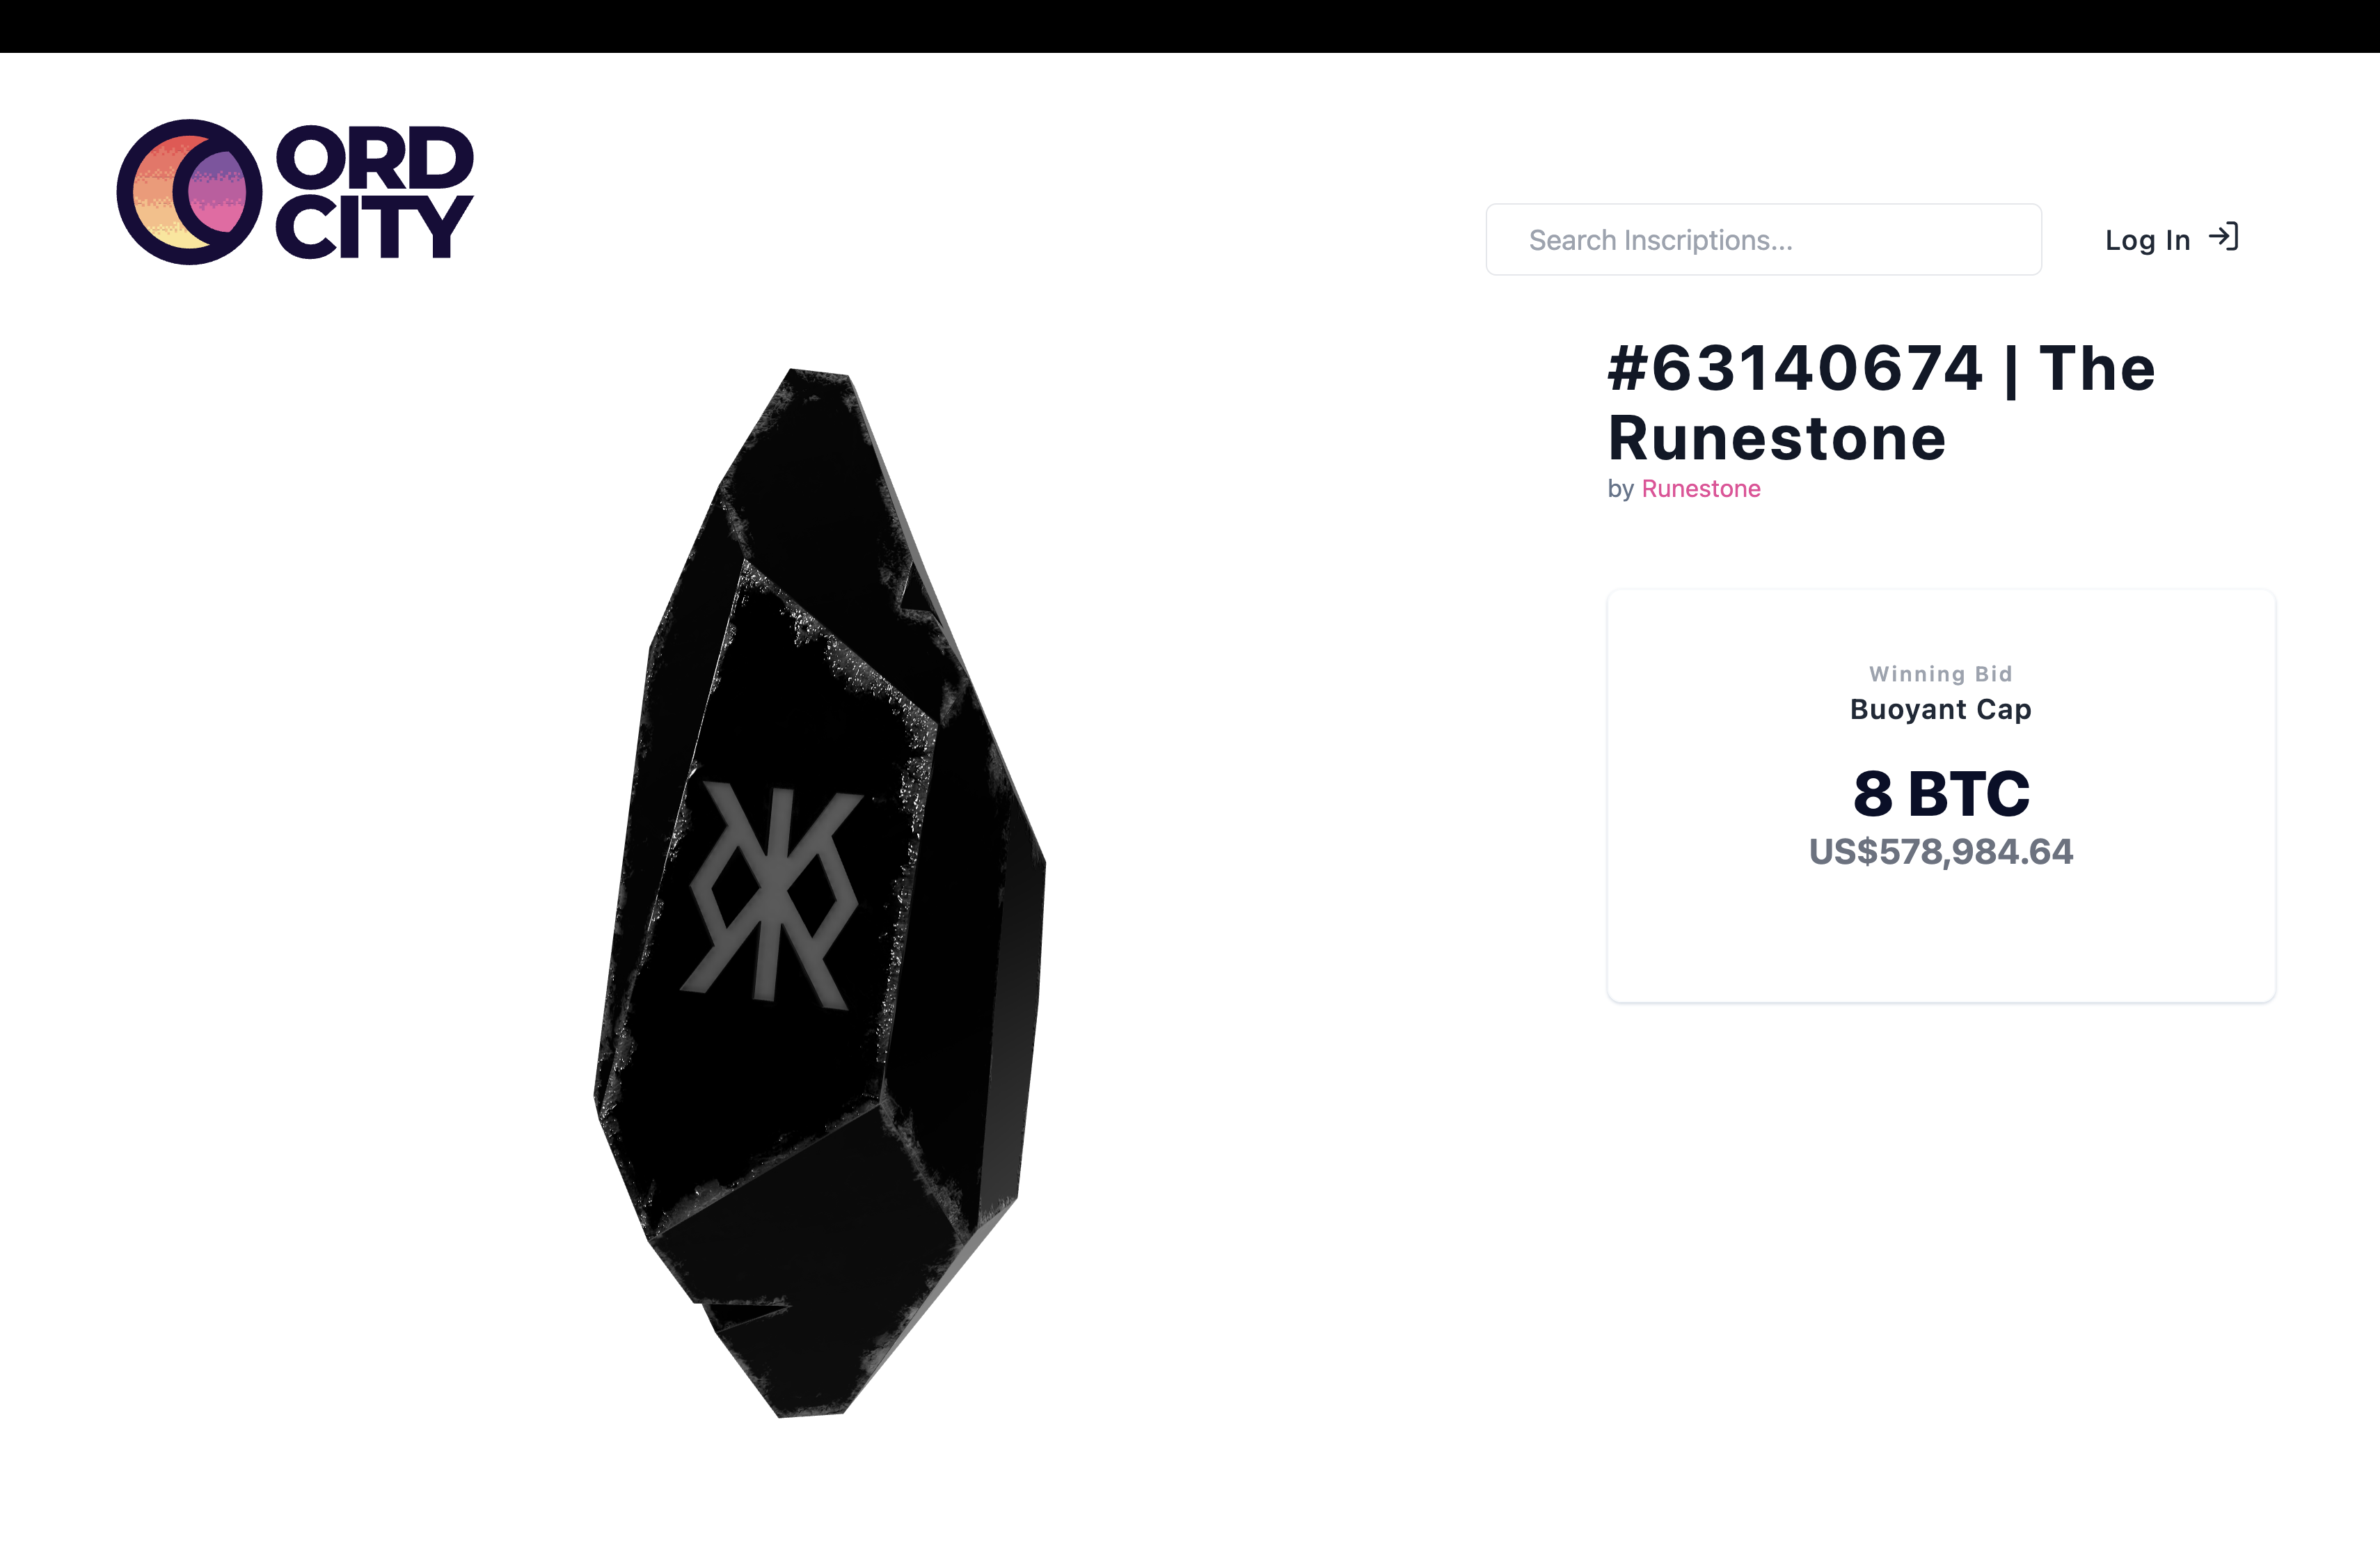 ORD
CITY
Search Inscriptions...
Log In
#63140674 | The
Runestone
by Runestone
Winning Bid
Buoyant Cap
8 BTC
US$578,984.64